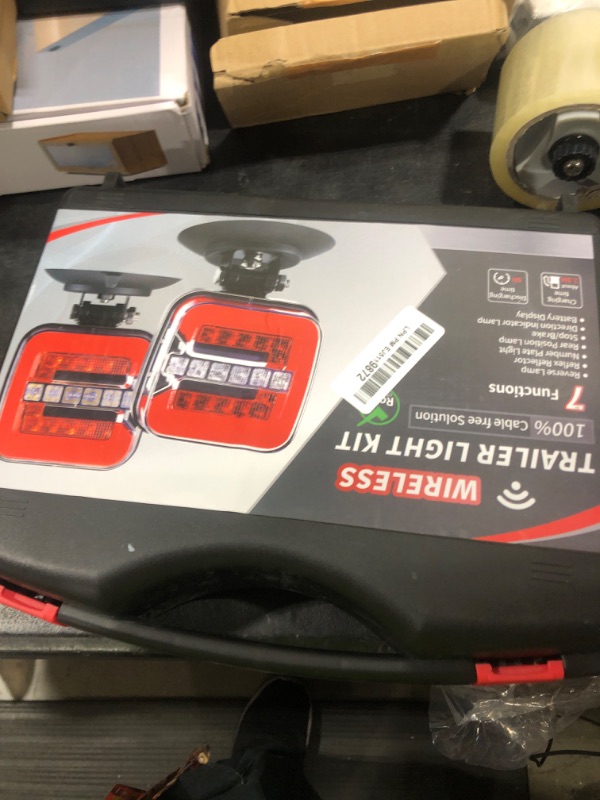 WIRELESS
TRAILER LIGHT KIT
100% Cable free Solution
7 Functions
• Reverse Lamp
• Reflex Reflector
• Number Plate Light
• Rear Position Lamp
• Stop/Brake
• Direction Indicator Lamp
• Battery Display
Charging
time
Discharging
time